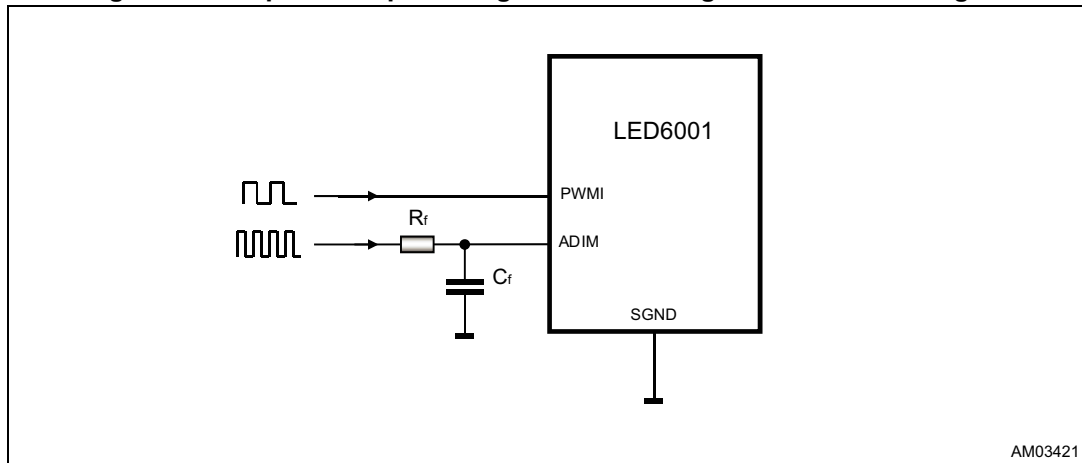 LED6001
PWMI
Rf
ADIM
Cf
SGND
AM03421